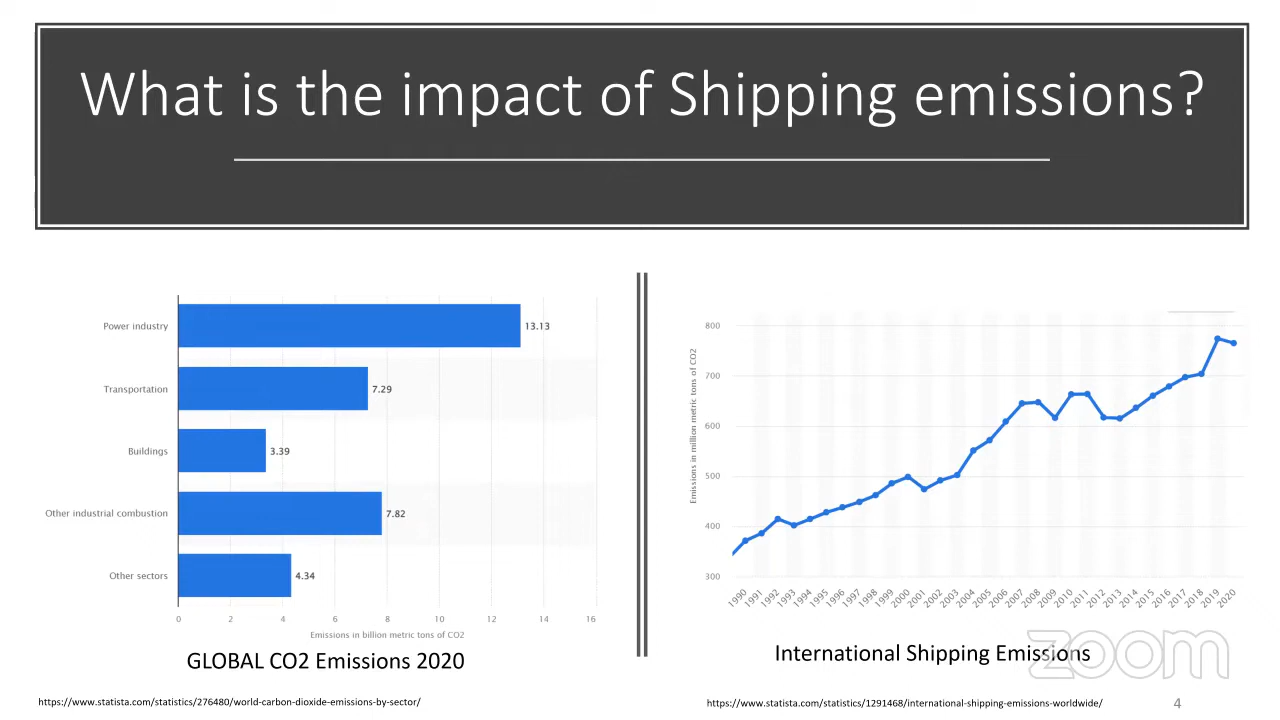 What is the impact of Shipping emissions?
Power industry
13.13
Transportation
7.29
Buildings
3.39
Other industrial combustion
7.82
Other sectors
4.34
0 2 4 6 8 10 12 14 16
Emissions in billion metric tons of CO2
GLOBAL CO2 Emissions 2020
https://www.statista.com/statistics/276480/world-carbon-dioxide-emissions-by-sector/
Emissions in million metric tons of CO2
800
700
600
500
400
300
1990 1991 1992 1993 1994 1995 1996 1997 1998 1999 2000 2001 2002 2003 2004 2005 2006 2007 2008 2009 2010 2011 2012 2013 2014 2015 2016 2017 2018 2019 2020
International Shipping Emissions
zoom
https://www.statista.com/statistics/1291468/international-shipping-emissions-worldwide/
4